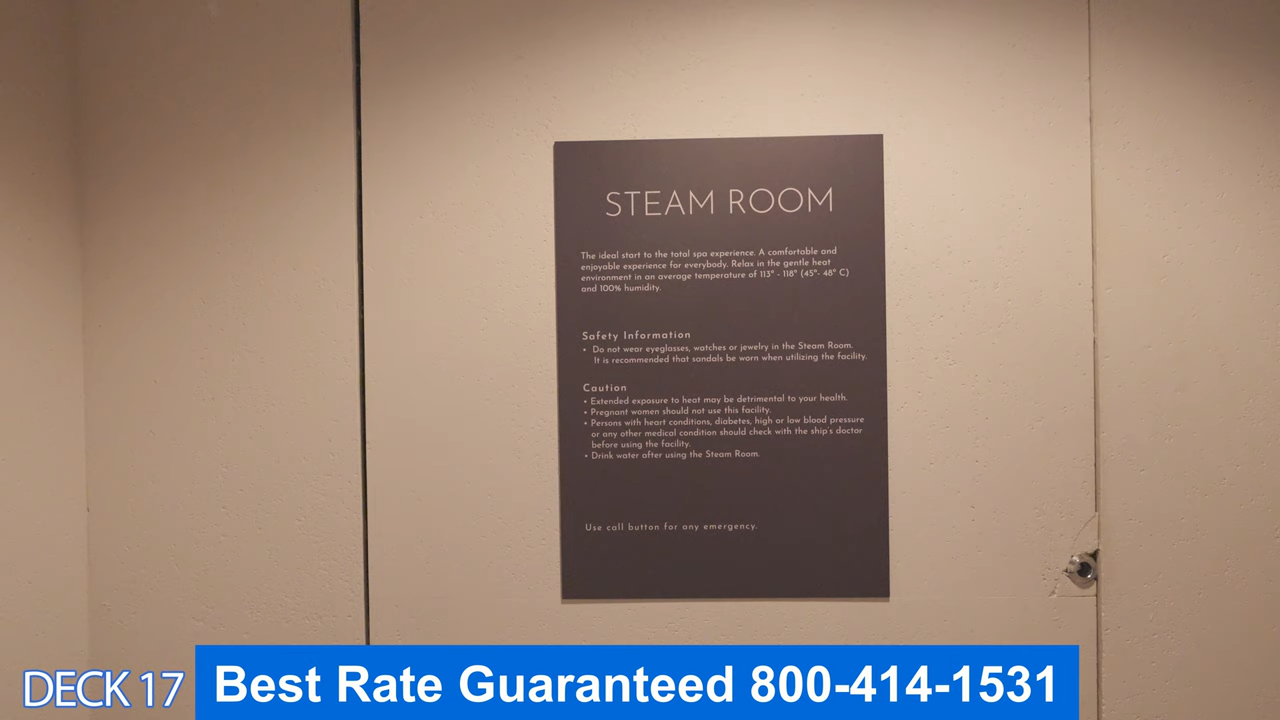 STEAM ROOM
The ideal start to the total spa experience. A comfortable and
enjoyable experience for everybody. Relax in the gentle heat
environment in an average temperature of 113° - 118° (45°- 48° C)
and 100% humidity.
Safety Information
• Do not wear eyeglasses, watches or jewelry in the Steam Room.
It is recommended that sandals be worn when utilizing the facility.
Caution
• Extended exposure to heat may be detrimental to your health.
• Pregnant women should not use this facility.
• Persons with heart conditions, diabetes, high or low blood pressure
or any other medical condition should check with the ship's doctor
before using the facility.
• Drink water after using the Steam Room.
Use call button for any emergency.
DECK 17
Best Rate Guaranteed 800-414-1531